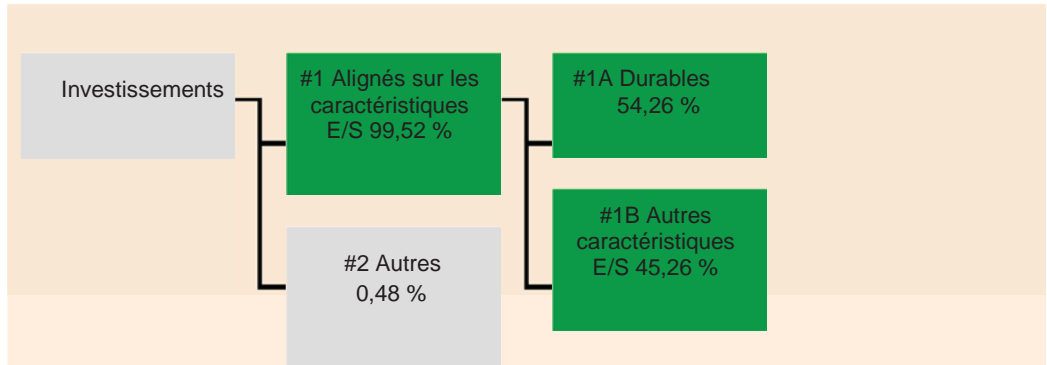 Investissements
#1 Alignés sur les
caractéristiques
E/S 99,52 %
#2 Autres
0,48 %
#1A Durables
54,26 %
#1B Autres
caractéristiques
E/S 45,26 %